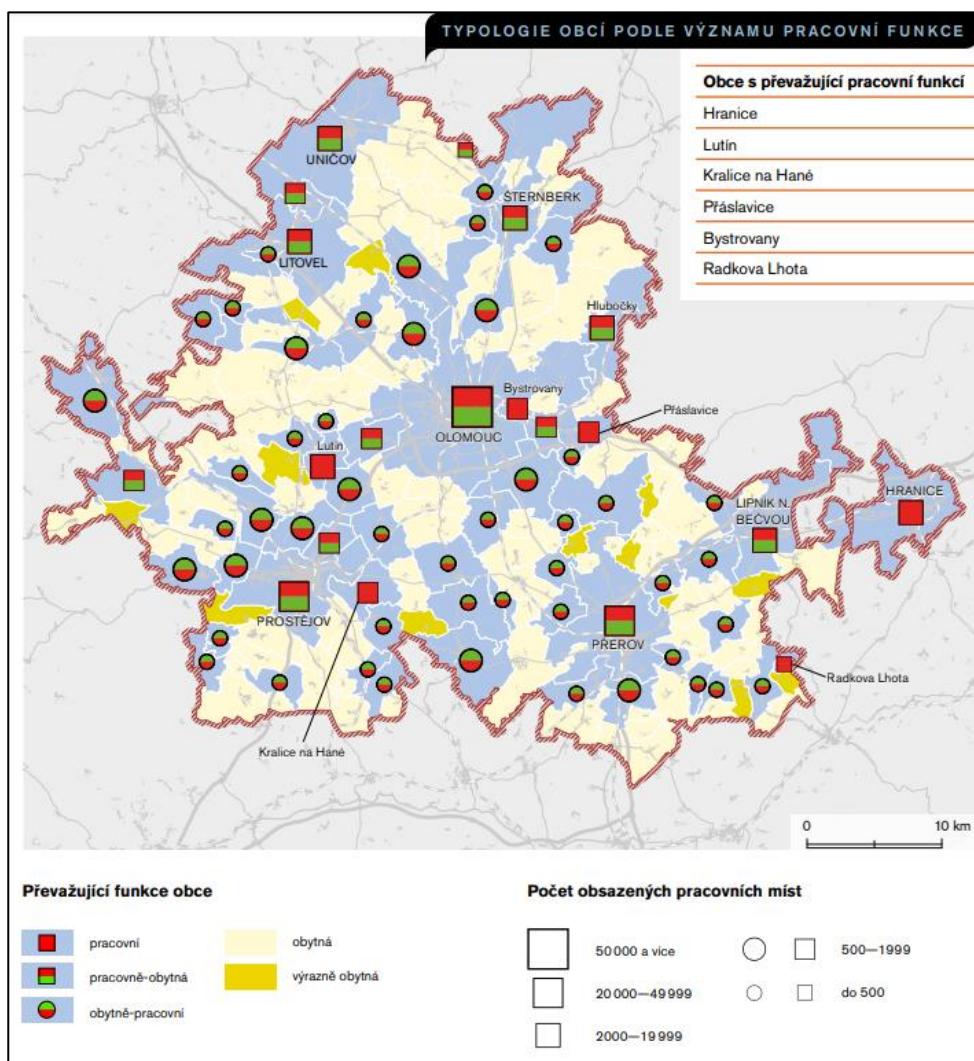 TYPOLOGIE OBCÍ PODLE VÝZNAMU PRACOVNÍ FUNKCE
Obce s převažující pracovní funkcí
Hranice
Lutín
Kralice na Hané
Přáslavice
Bystrovany
Radkova Lhota
UNIČOV
ŠTERNBERK
LITOVEL
Hlubočky
Bystrovany
Přáslavice
OLOMOUC
Lutín
HRANICE
LIPNÍK N.
BEČVOU
PROSTĚJOV
PŘEROV
Radkova Lhota
Kralice na Hané
0 10 km
Převažující funkce obce
pracovní
pracovně-obytná
obytně-pracovní
obytná
výrazně obytná
Počet obsazených pracovních míst
50 000 a více
20 000—49 999
2000—19 999
500—1999
do 500